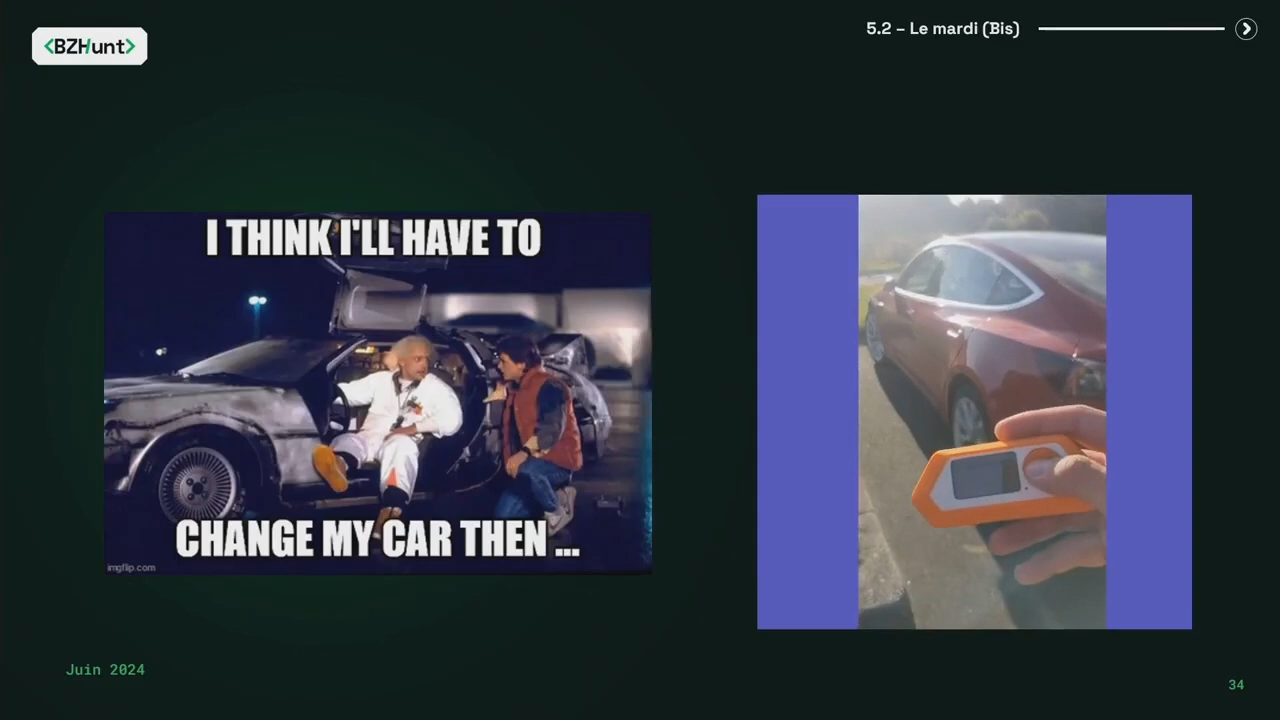 <BZHunt>
5.2 – Le mardi (Bis)
I THINK I'LL HAVE TO
CHANGE MY CAR THEN ...
imgflip.com
Juin 2024
34